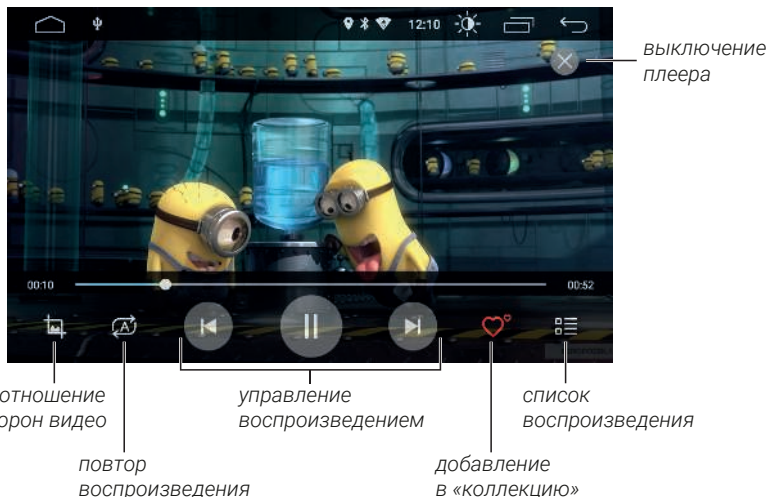 12:10
выключение
плеера
00:10
00:52
A
отношение
орон видео
управление
воспроизведением
список
воспроизведения
повтор
воспроизведения
добавление
в «коллекцию»